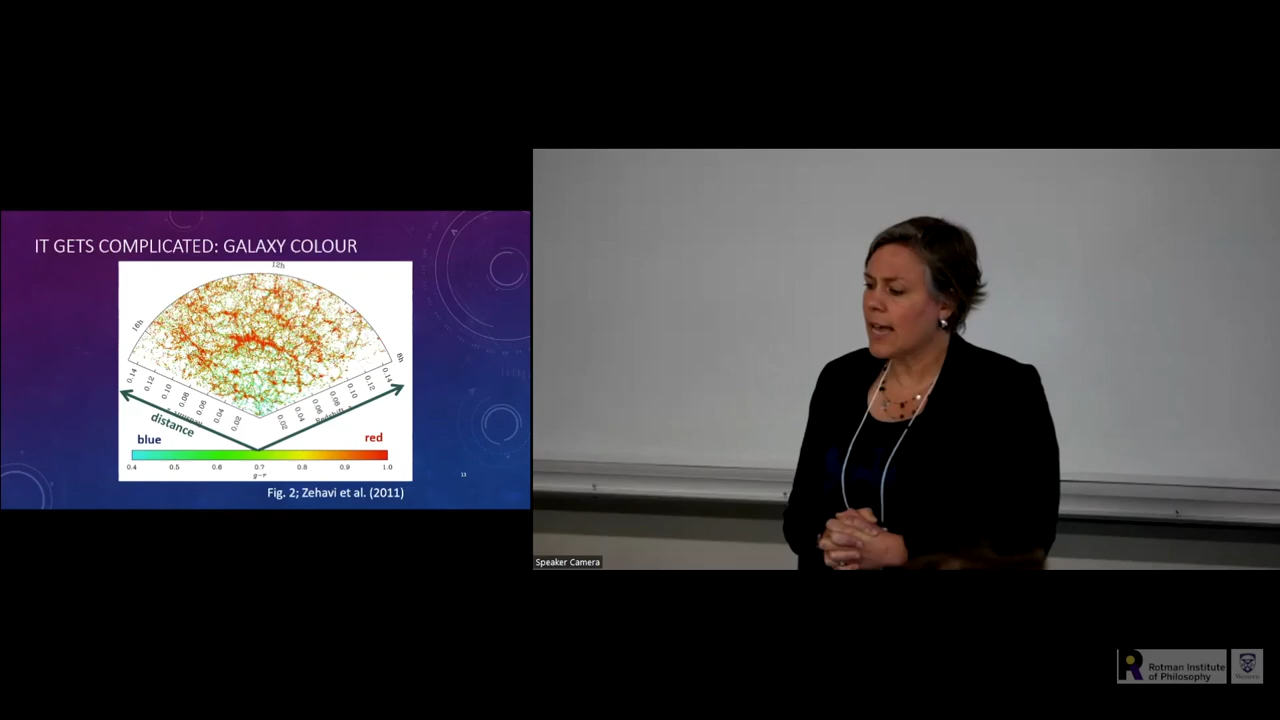 IT GETS COMPLICATED: GALAXY COLOUR
12h
16h
8h
0.14
0.12
0.10
0.08
0.06
0.04
0.02
0.02
0.04
0.06
0.08
0.10
0.12
0.14
Redshift z
distance
blue
red
0.4 0.5 0.6 0.7 0.8 0.9 1.0
g-r
13
Fig. 2; Zehavi et al. (2011)
Speaker Camera
Rotman Institute
of Philosophy
Western